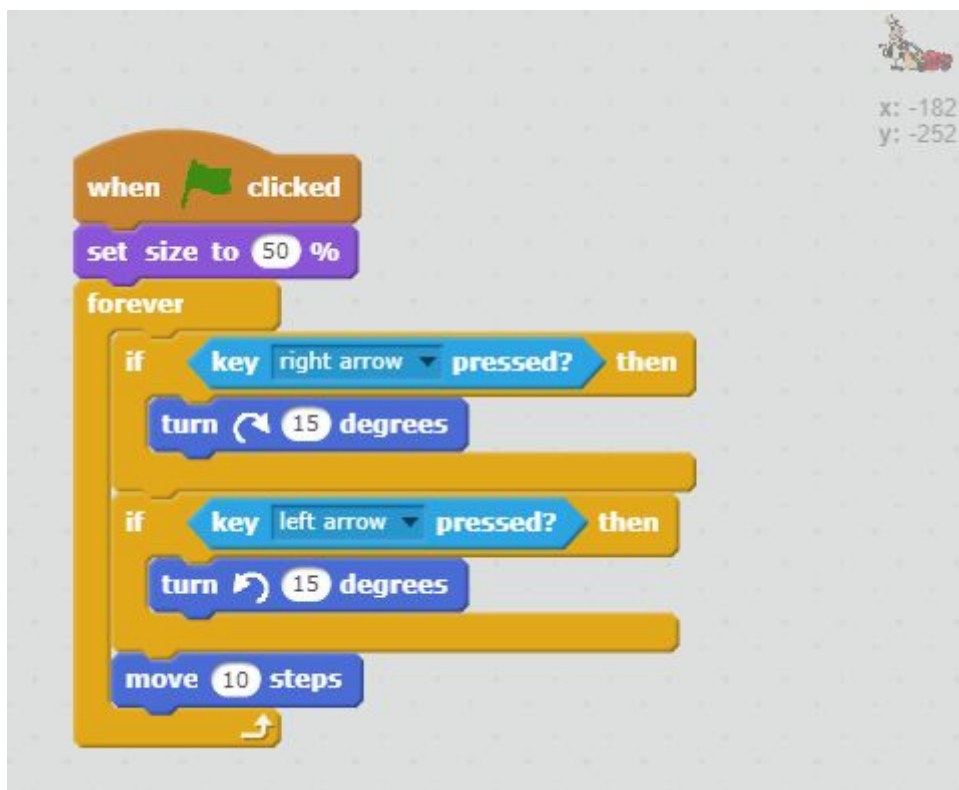 x: -182
y: -252
when clicked
set size to 50 %
forever
if key right arrow pressed? then
turn 15 degrees
if key left arrow pressed? then
turn 15 degrees
move 10 steps